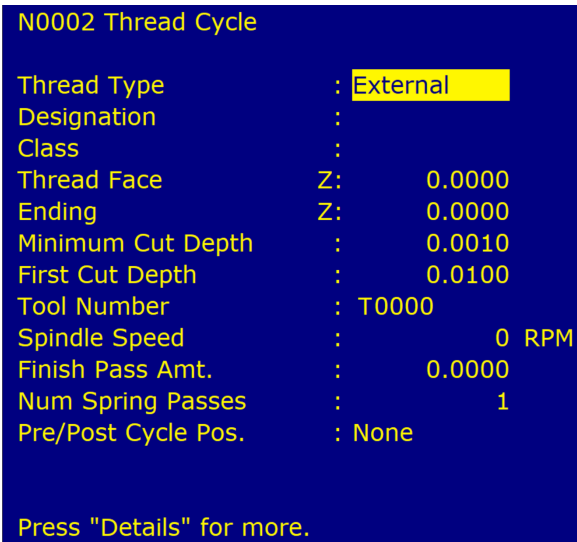 N0002 Thread Cycle
Thread Type : External
Designation :
Class :
Thread Face Z: 0.0000
Ending Z: 0.0000
Minimum Cut Depth : 0.0010
First Cut Depth : 0.0100
Tool Number : T0000
Spindle Speed : 0 RPM
Finish Pass Amt. : 0.0000
Num Spring Passes : 1
Pre/Post Cycle Pos. : None
Press "Details" for more.